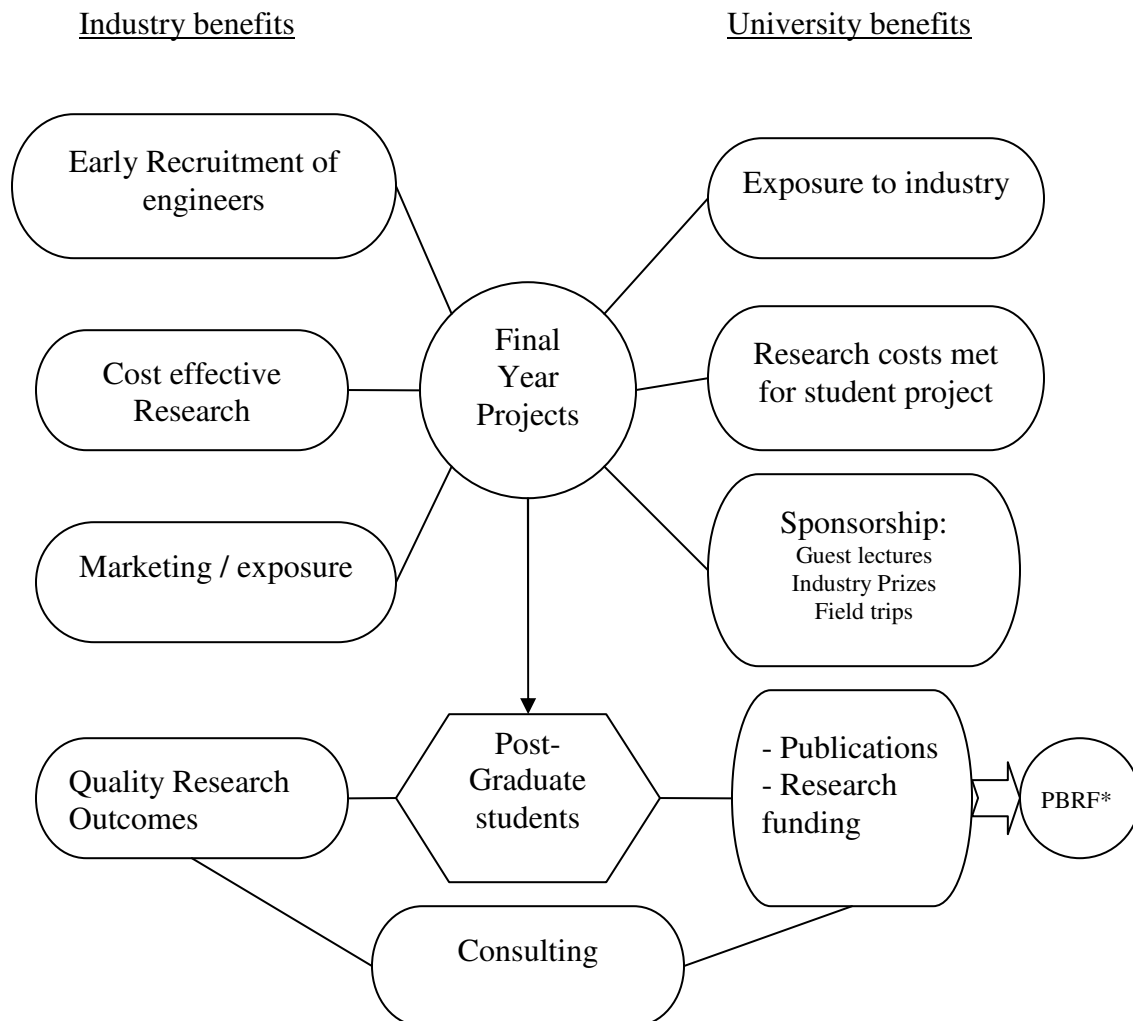 Industry benefits
University benefits
Early Recruitment of
engineers
Exposure to industry
Final
Year
Projects
Cost effective
Research
Research costs met
for student project
Marketing / exposure
Sponsorship:
Guest lectures
Industry Prizes
Field trips
Quality Research
Outcomes
Post-
Graduate
students
- Publications
- Research
funding
PBRF*
Consulting